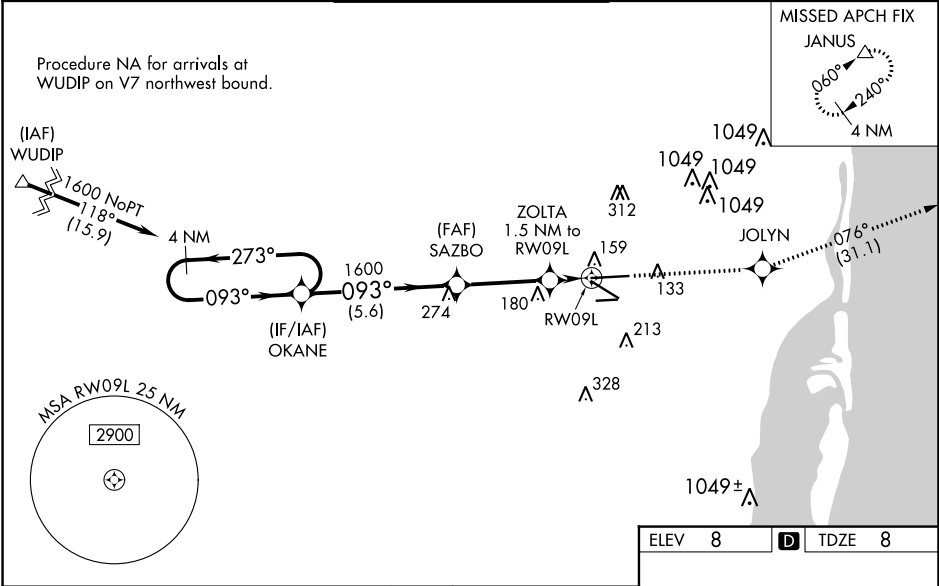 MISSED APCH FIX
JANUS
060°
240°
4 NM
Procedure NA for arrivals at
WUDIP on V7 northwest bound.
(IAF)
WUDIP
1600 NoPT
118°
(15.9)
4 NM
273°
093°
(IF/IAF)
OKANE
1600
093°
(5.6)
(FAF)
SAZBO
274
ZOLTA
1.5 NM to
RW09L
180
159
RW09L
312
1049
1049
1049
1049
133
JOLYN
076°
(31.1)
213
328
1049±
MSA RW09L 25 NM
2900
ELEV 8 D TDZE 8